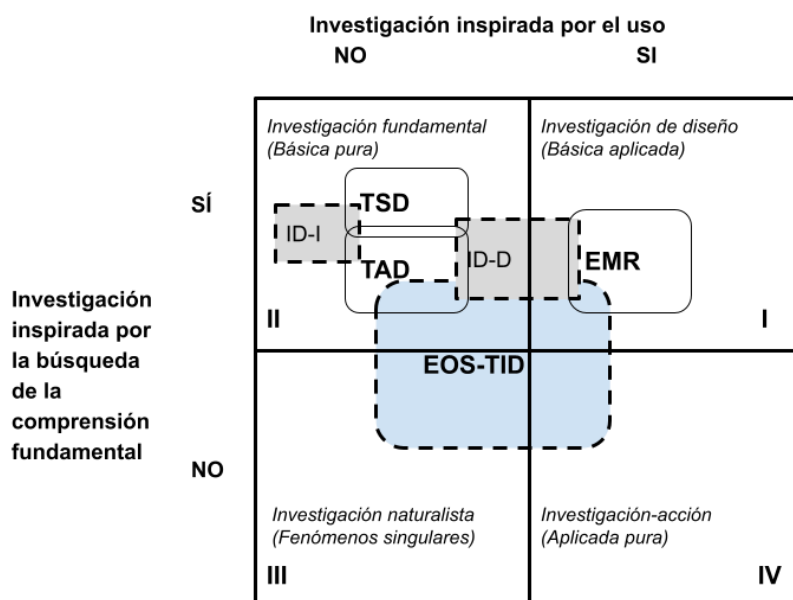 Investigación inspirada por el uso
NO SI
Investigación fundamental
(Básica pura)
Investigación de diseño
(Básica aplicada)
SÍ
TSD
ID-I
TAD
ID-D
EMR
II
I
Investigación
inspirada por
la búsqueda
de la
comprensión
fundamental
EOS-TID
NO
Investigación naturalista
(Fenómenos singulares)
Investigación-acción
(Aplicada pura)
III
IV